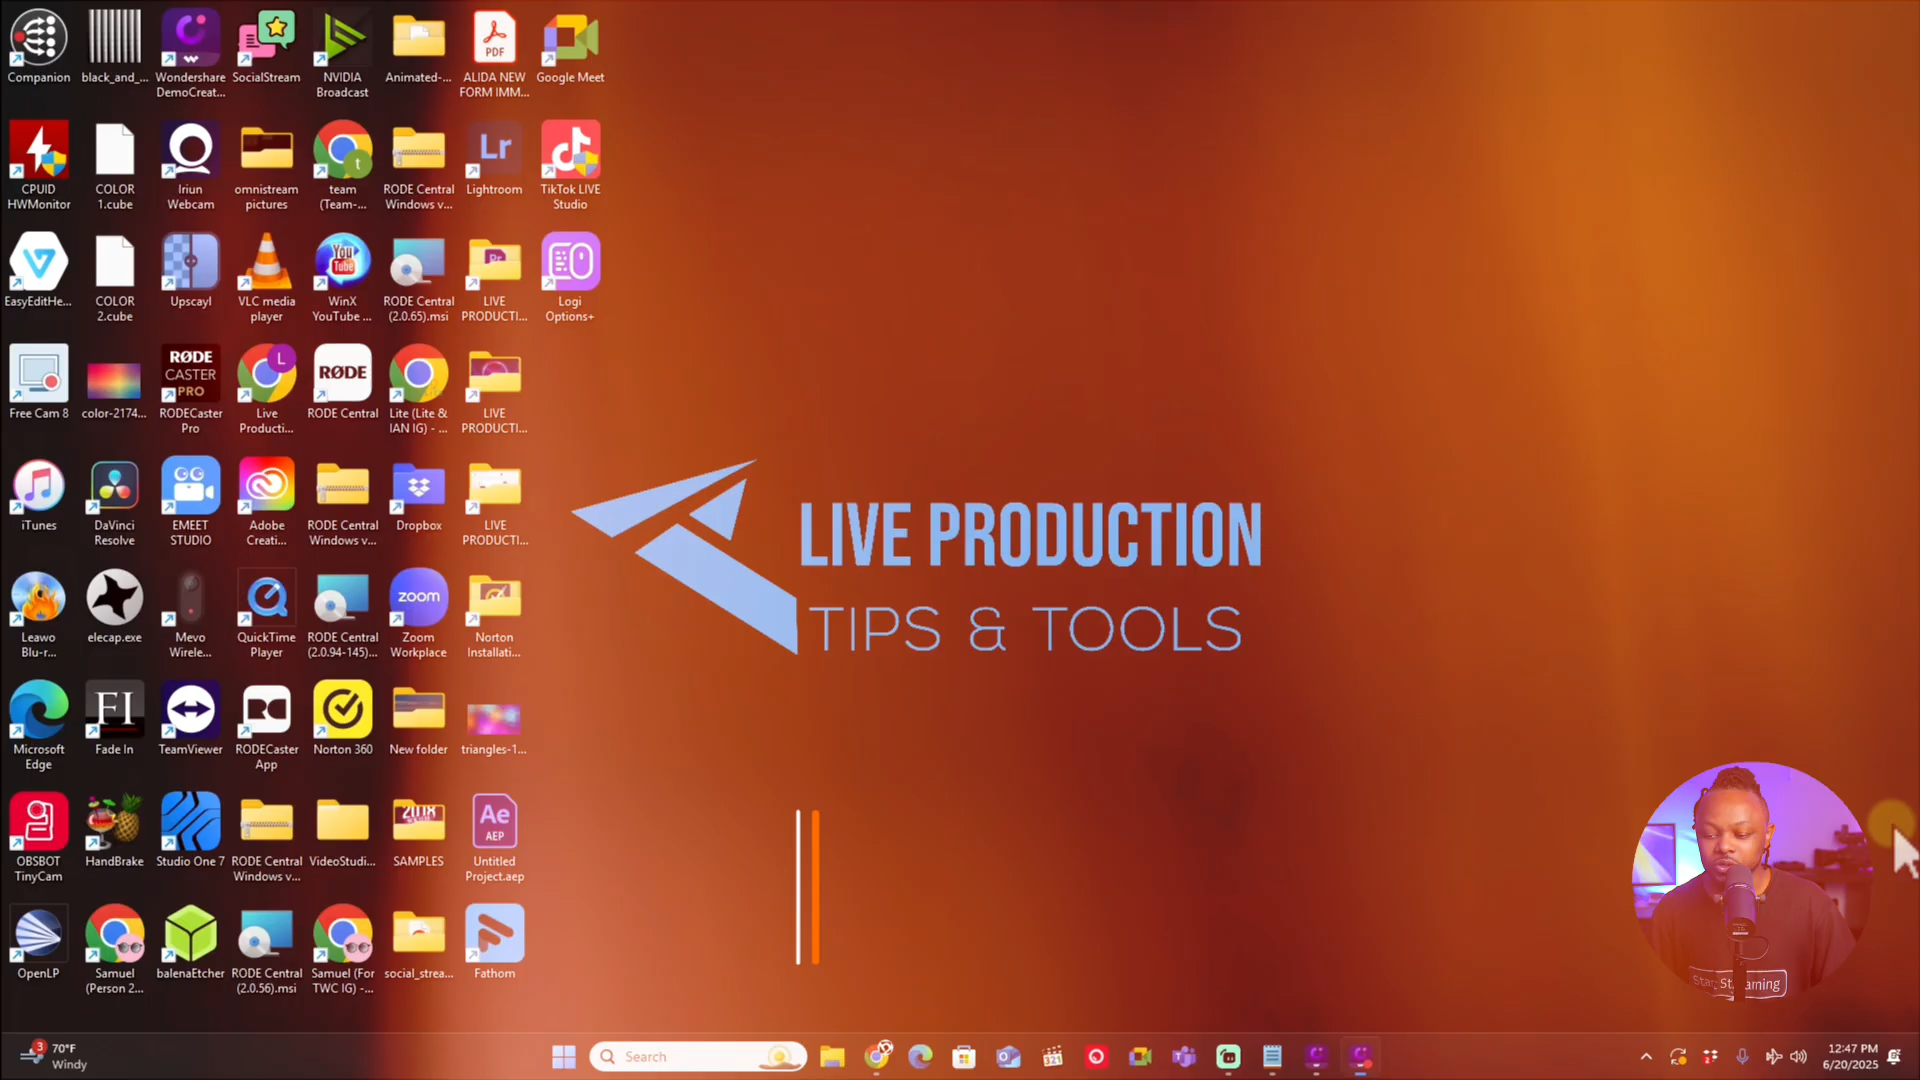 Companion
black_and_...
Wondershare
DemoCreat...
SocialStream
NVIDIA
Broadcast
Animated-...
PDF
ALIDA NEW
FORM IMM...
Google Meet
CPUID
HWMonitor
COLOR
1.cube
Iriun
Webcam
omnistream
pictures
t
team
(Team-...
RODE Central
Windows v...
Lr
Lightroom
TikTok LIVE
Studio
EasyEditHe...
COLOR
2.cube
Upscayl
VLC media
player
You
Tube
WinX
YouTube ...
RODE Central
(2.0.65).msi
Pr
LIVE
PRODUCTI...
Logi
Options+
Free Cam 8
color-2174...
RØDE
CASTER
PRO
RODECaster
Pro
L
Live
Producti...
RØDE
RODE Central
Lite (Lite &
IAN IG) - ...
LIVE
PRODUCTI...
iTunes
DaVinci
Resolve
EMEET
STUDIO
Adobe
Creati...
RODE Central
Windows v...
Dropbox
LIVE
PRODUCTI...
LIVE PRODUCTION
TIPS & TOOLS
Leawo
Blu-r...
elecap.exe
Mevo
Wirele...
QuickTime
Player
RODE Central
(2.0.94-145)...
zoom
Zoom
Workplace
Norton
Installati...
Microsoft
Edge
FI
Fade In
TeamViewer
RC
RODECaster
App
Norton 360
New folder
triangles-1...
OBSBOT
TinyCam
HandBrake
Studio One 7
RODE Central
Windows v...
VideoStudi...
2018
SAMPLES
Ae
AEP
Untitled
Project.aep
OpenLP
Samuel
(Person 2...
balenaEtcher
RODE Central
(2.0.56).msi
Samuel (For
TWC IG) -...
social_strea...
Fathom
3
70°F
Windy
Search
321
12:47 PM
6/20/2025